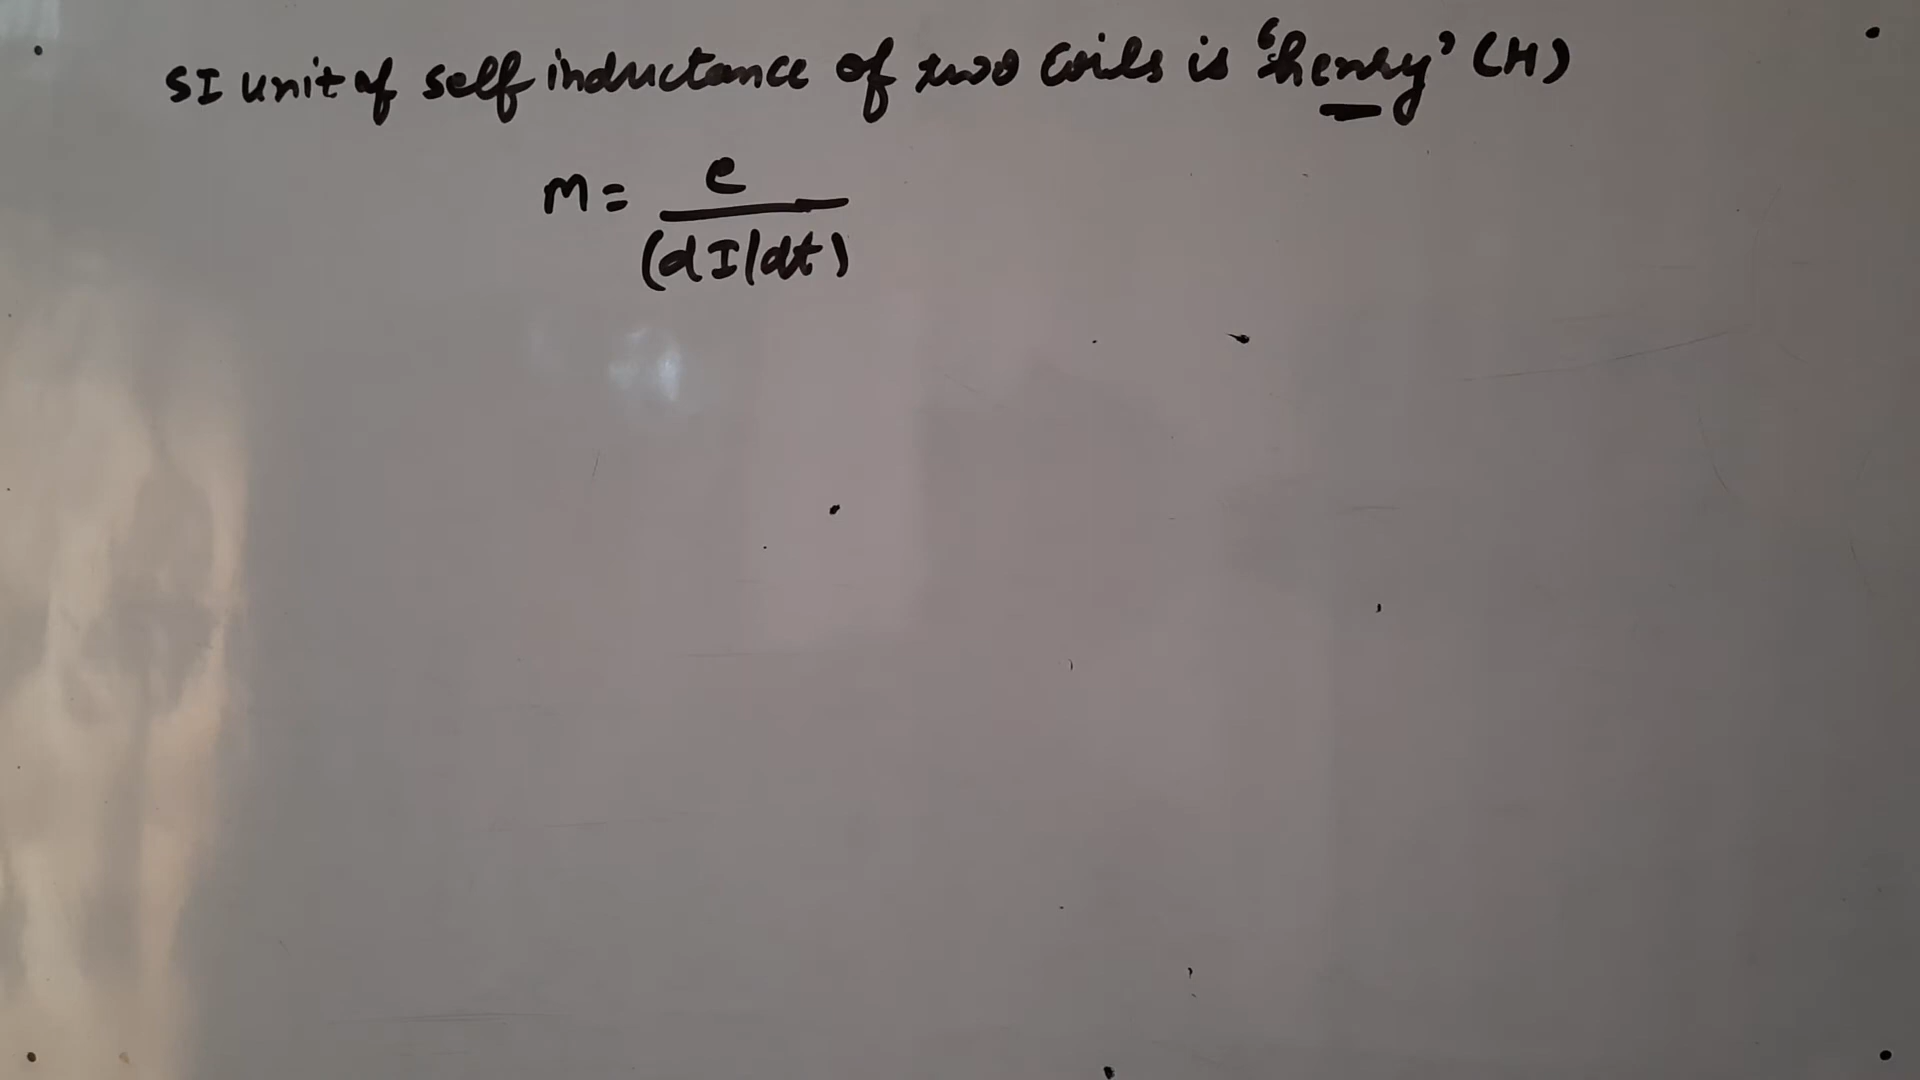 SI unit of self inductance of two coils is 'henry' (H)
M = e
(dI/dt)